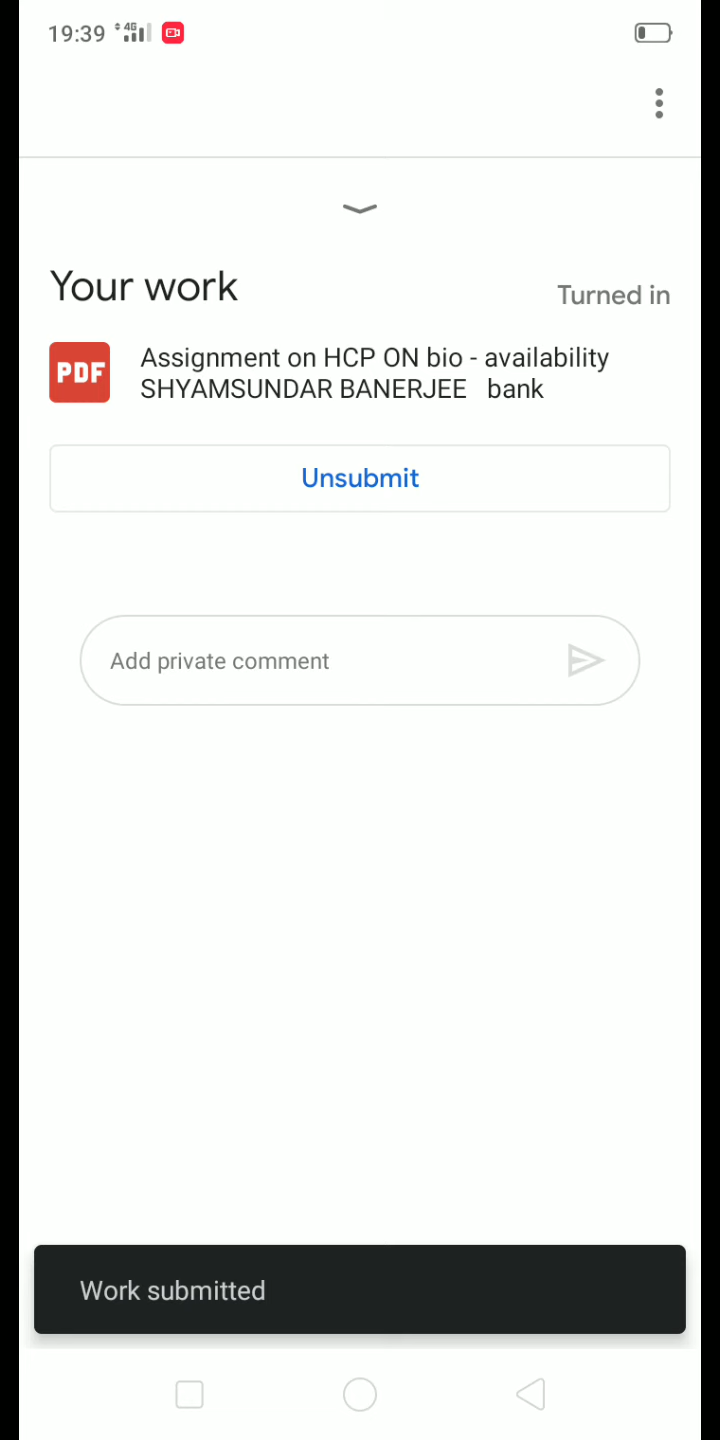 19:39 4G
Your work
Turned in
PDF
Assignment on HCP ON bio - availability
SHYAMSUNDAR BANERJEE bank
Unsubmit
Add private comment
Work submitted